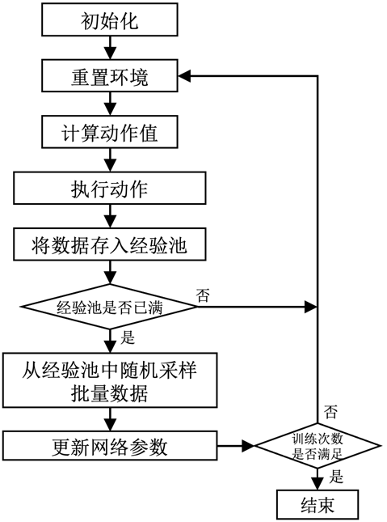 初始化
重置环境
计算动作值
执行动作
将数据存入经验池
经验池是否已满
否
是
从经验池中随机采样
批量数据
更新网络参数
否
训练次数
是否满足
是
结束